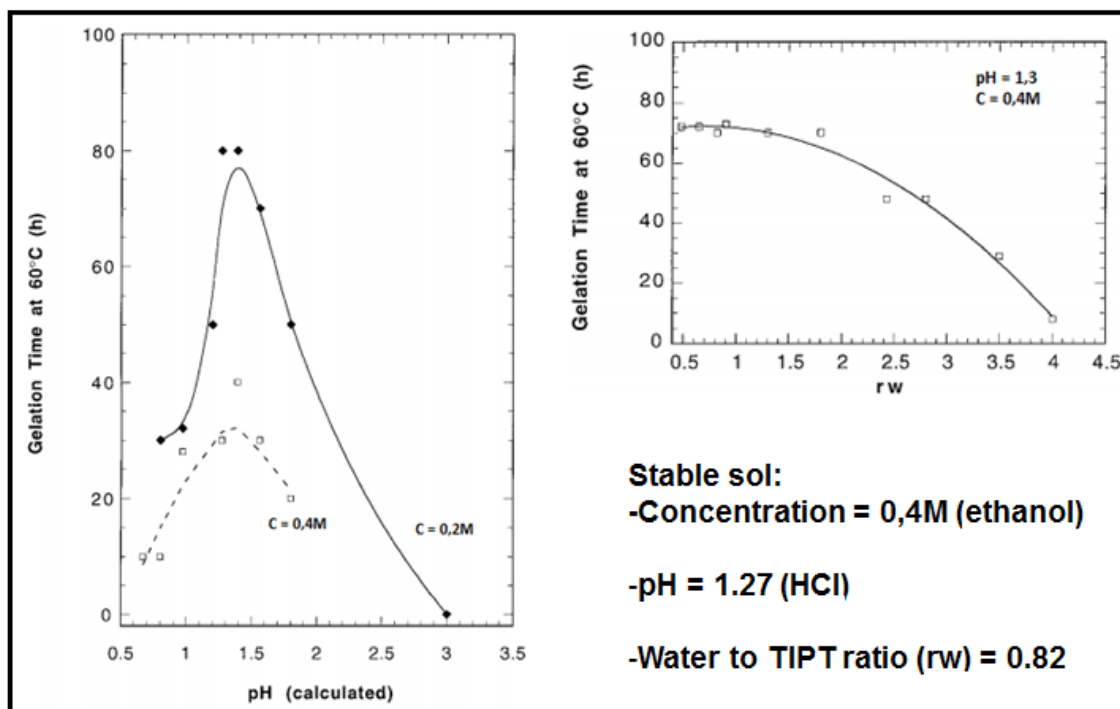 Gelation Time at 60°C (h)
100
80
60
40
20
0
0.5 1 1.5 2 2.5 3 3.5
pH (calculated)
C = 0,4M
C = 0,2M
Gelation Time at 60°C (h)
100
80
60
40
20
0
0.5 1 1.5 2 2.5 3 3.5 4 4.5
rw
pH = 1,3
C = 0,4M
Stable sol:
-Concentration = 0,4M (ethanol)
-pH = 1.27 (HCl)
-Water to TIPT ratio (rw) = 0.82